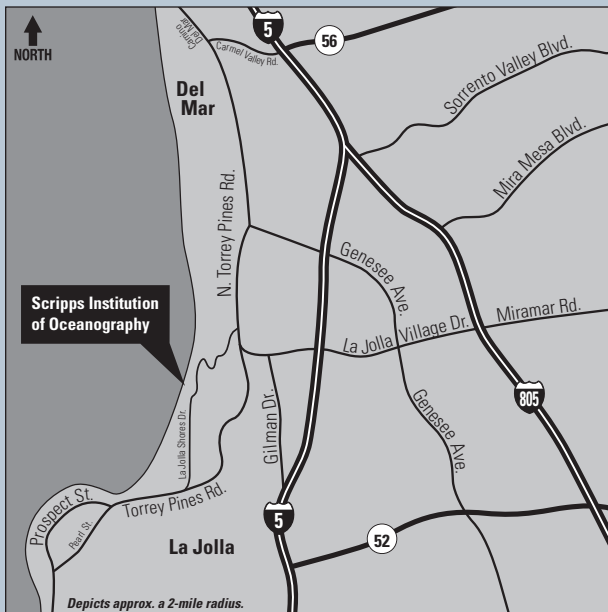 NORTH
5
56
Camino
Del Mar
Carmel Valley Rd.
Del
Mar
Sorrento Valley Blvd.
Mira Mesa Blvd.
N. Torrey Pines Rd.
Genesee Ave.
Scripps Institution
of Oceanography
La Jolla Village Dr.
Miramar Rd.
La Jolla Shores Dr.
Gilman Dr.
Genesee Ave.
805
Prospect St.
Pearl St.
Torrey Pines Rd.
5
52
La Jolla
Depicts approx. a 2-mile radius.